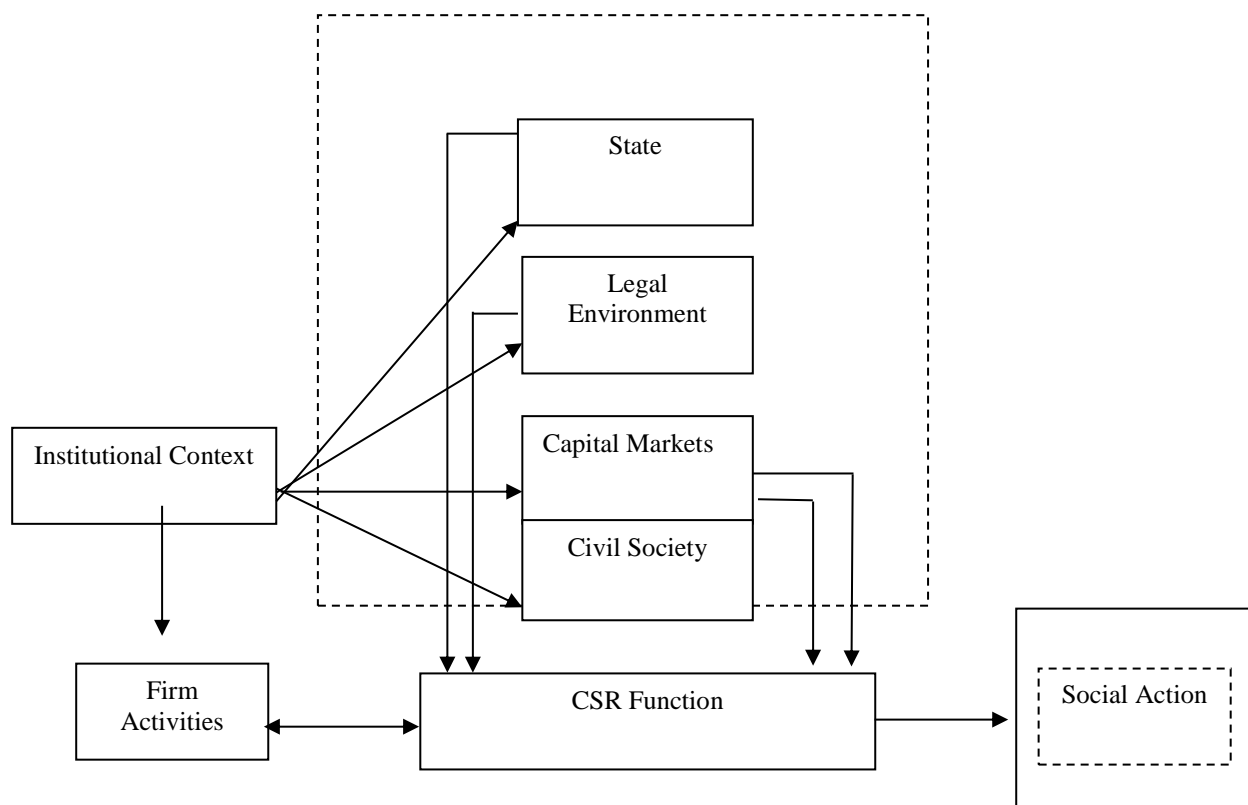 State
Legal
Environment
Capital Markets
Institutional Context
Civil Society
Firm
Activities
CSR Function
Social Action